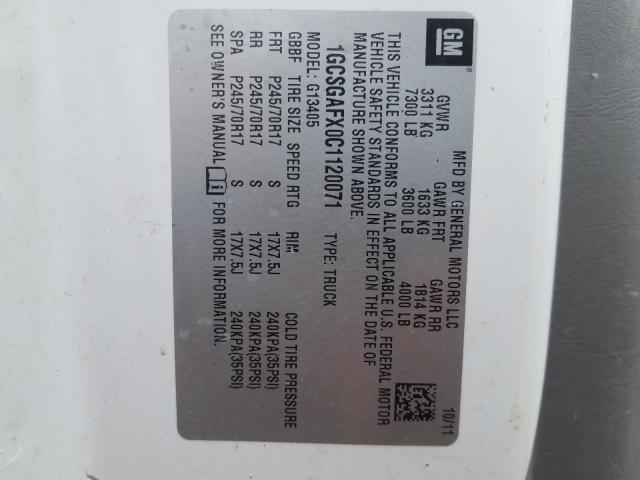 GM
MFD BY GENERAL MOTORS LLC 10/11
GVWR GAWR FRT GAWR RR
3311 KG 1633 KG 1814 KG
7300 LB 3600 LB 4000 LB
THIS VEHICLE CONFORMS TO ALL APPLICABLE U.S. FEDERAL MOTOR
VEHICLE SAFETY STANDARDS IN EFFECT ON THE DATE OF
MANUFACTURE SHOWN ABOVE.
1GCSGAFX0C1120071 TYPE: TRUCK
MODEL: G13405
GBBF TIRE SIZE SPEED RTG RIM COLD TIRE PRESSURE
FRT P245/70R17 S 17X7.5J 240KPA(35PSI)
RR P245/70R17 S 17X7.5J 240KPA(35PSI)
SPA P245/70R17 S 17X7.5J 240KPA(35PSI)
SEE OWNER'S MANUAL FOR MORE INFORMATION.